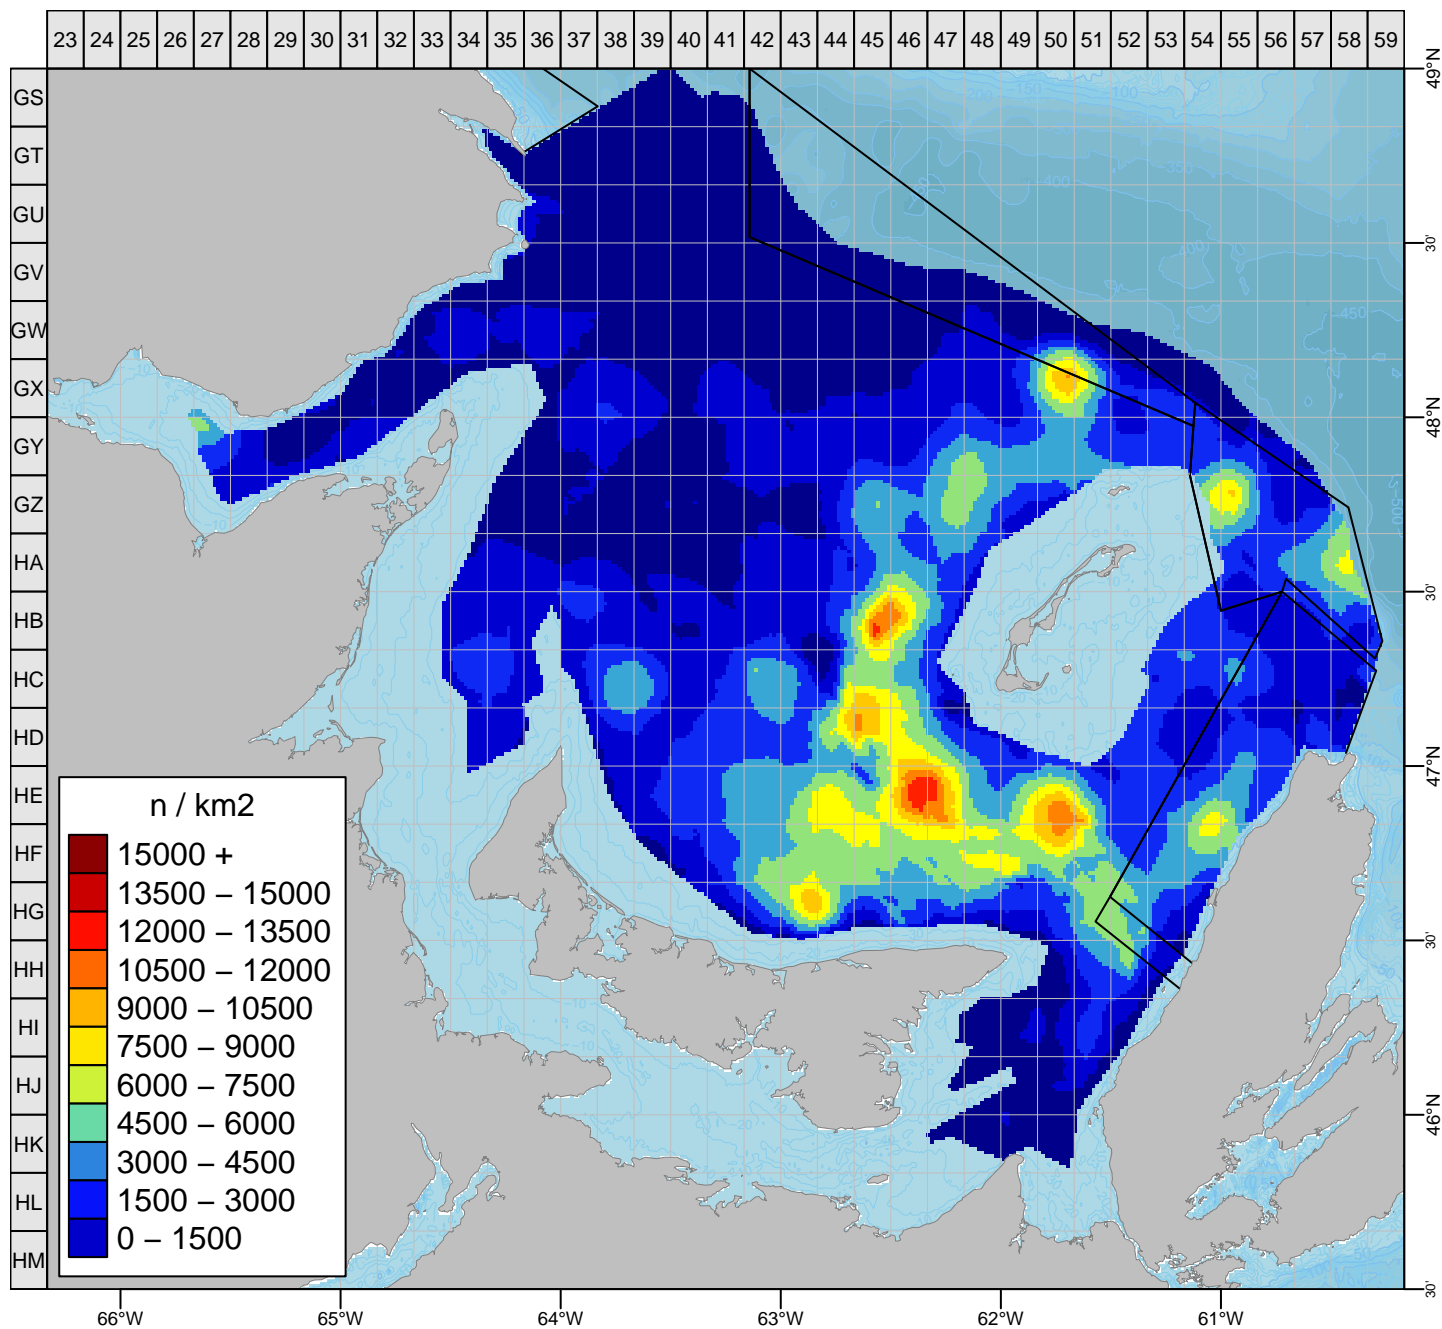 23 24 25 26 27 28 29 30 31 32 33 34 35 36 37 38 39 40 41 42 43 44 45 46 47 48 49 50 51 52 53 54 55 56 57 58 59
49°N
GS
GT
GU
30'
GV
GW
GX
48°N
GY
GZ
HA
30'
HB
HC
HD
47°N
HE
HF
HG
30'
HH
HI
HJ
46°N
HK
HL
HM
30'
n / km2
15000 +
13500 – 15000
12000 – 13500
10500 – 12000
9000 – 10500
7500 – 9000
6000 – 7500
4500 – 6000
3000 – 4500
1500 – 3000
0 – 1500
66°W 65°W 64°W 63°W 62°W 61°W